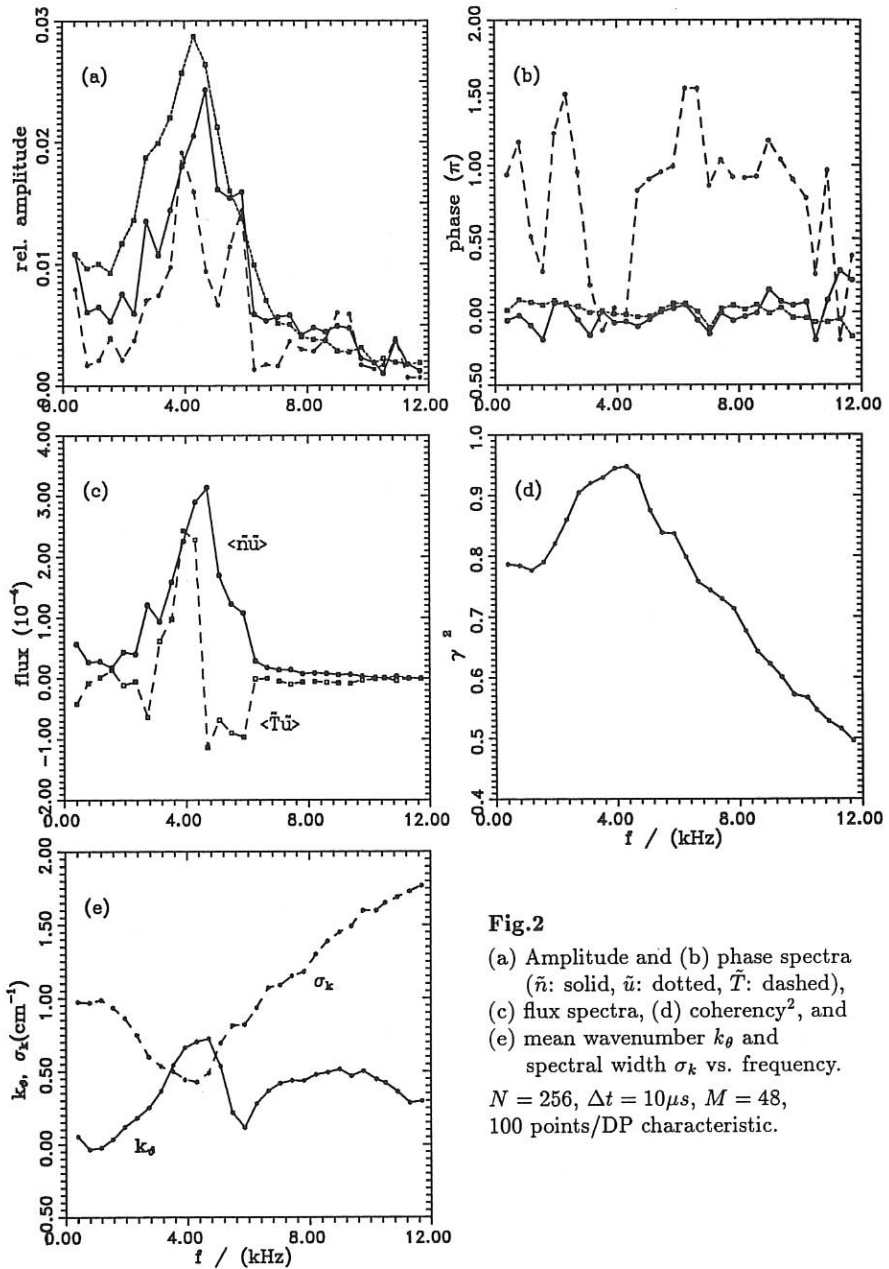 (a)
rel. amplitude
0.03
0.02
0.01
0.00
0.00 4.00 8.00 12.00
(b)
phase (π)
1.50
1.00
0.50
0.00
0.50
0.00 4.00 8.00 12.00
(c)
flux (10⁻⁴)
4.00
3.00
2.00
1.00
0.00
−1.00
−2.00
<ñũ>
<T̃ũ>
0.00 4.00 8.00 12.00
(d)
γ²
1.0
0.9
0.8
0.7
0.6
0.5
0.4
0.00 4.00 8.00 12.00
f / (kHz)
(e)
k_θ, σ_k(cm⁻¹)
2.00
1.50
1.00
0.50
0.00
0.50
σ_k
k_ϑ
0.00 4.00 8.00 12.00
f / (kHz)
Fig.2
(a) Amplitude and (b) phase spectra
(ñ: solid, ũ: dotted, T̃: dashed),
(c) flux spectra, (d) coherency², and
(e) mean wavenumber k_θ and
spectral width σ_k vs. frequency.
N = 256, Δt = 10μs, M = 48,
100 points/DP characteristic.